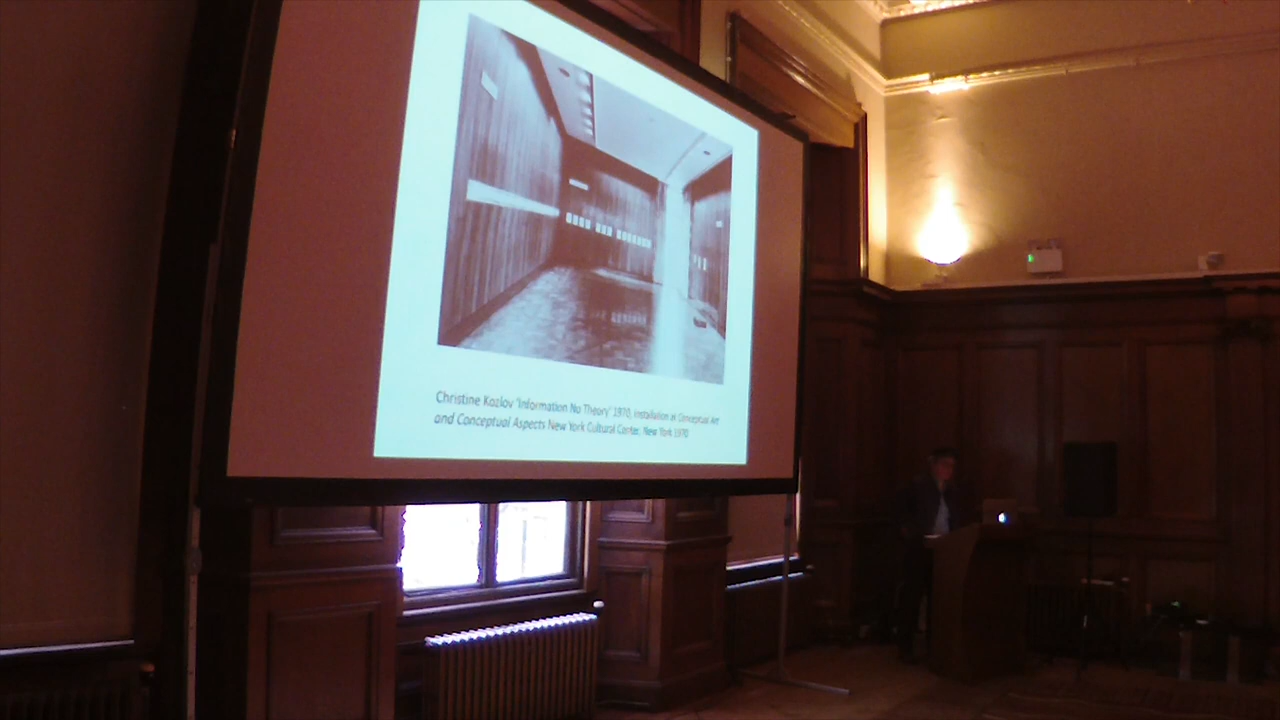 Christine Kozlov 'Information No Theory' 1970, installation at Conceptual Art
and Conceptual Aspects New York Cultural Center, New York 1970